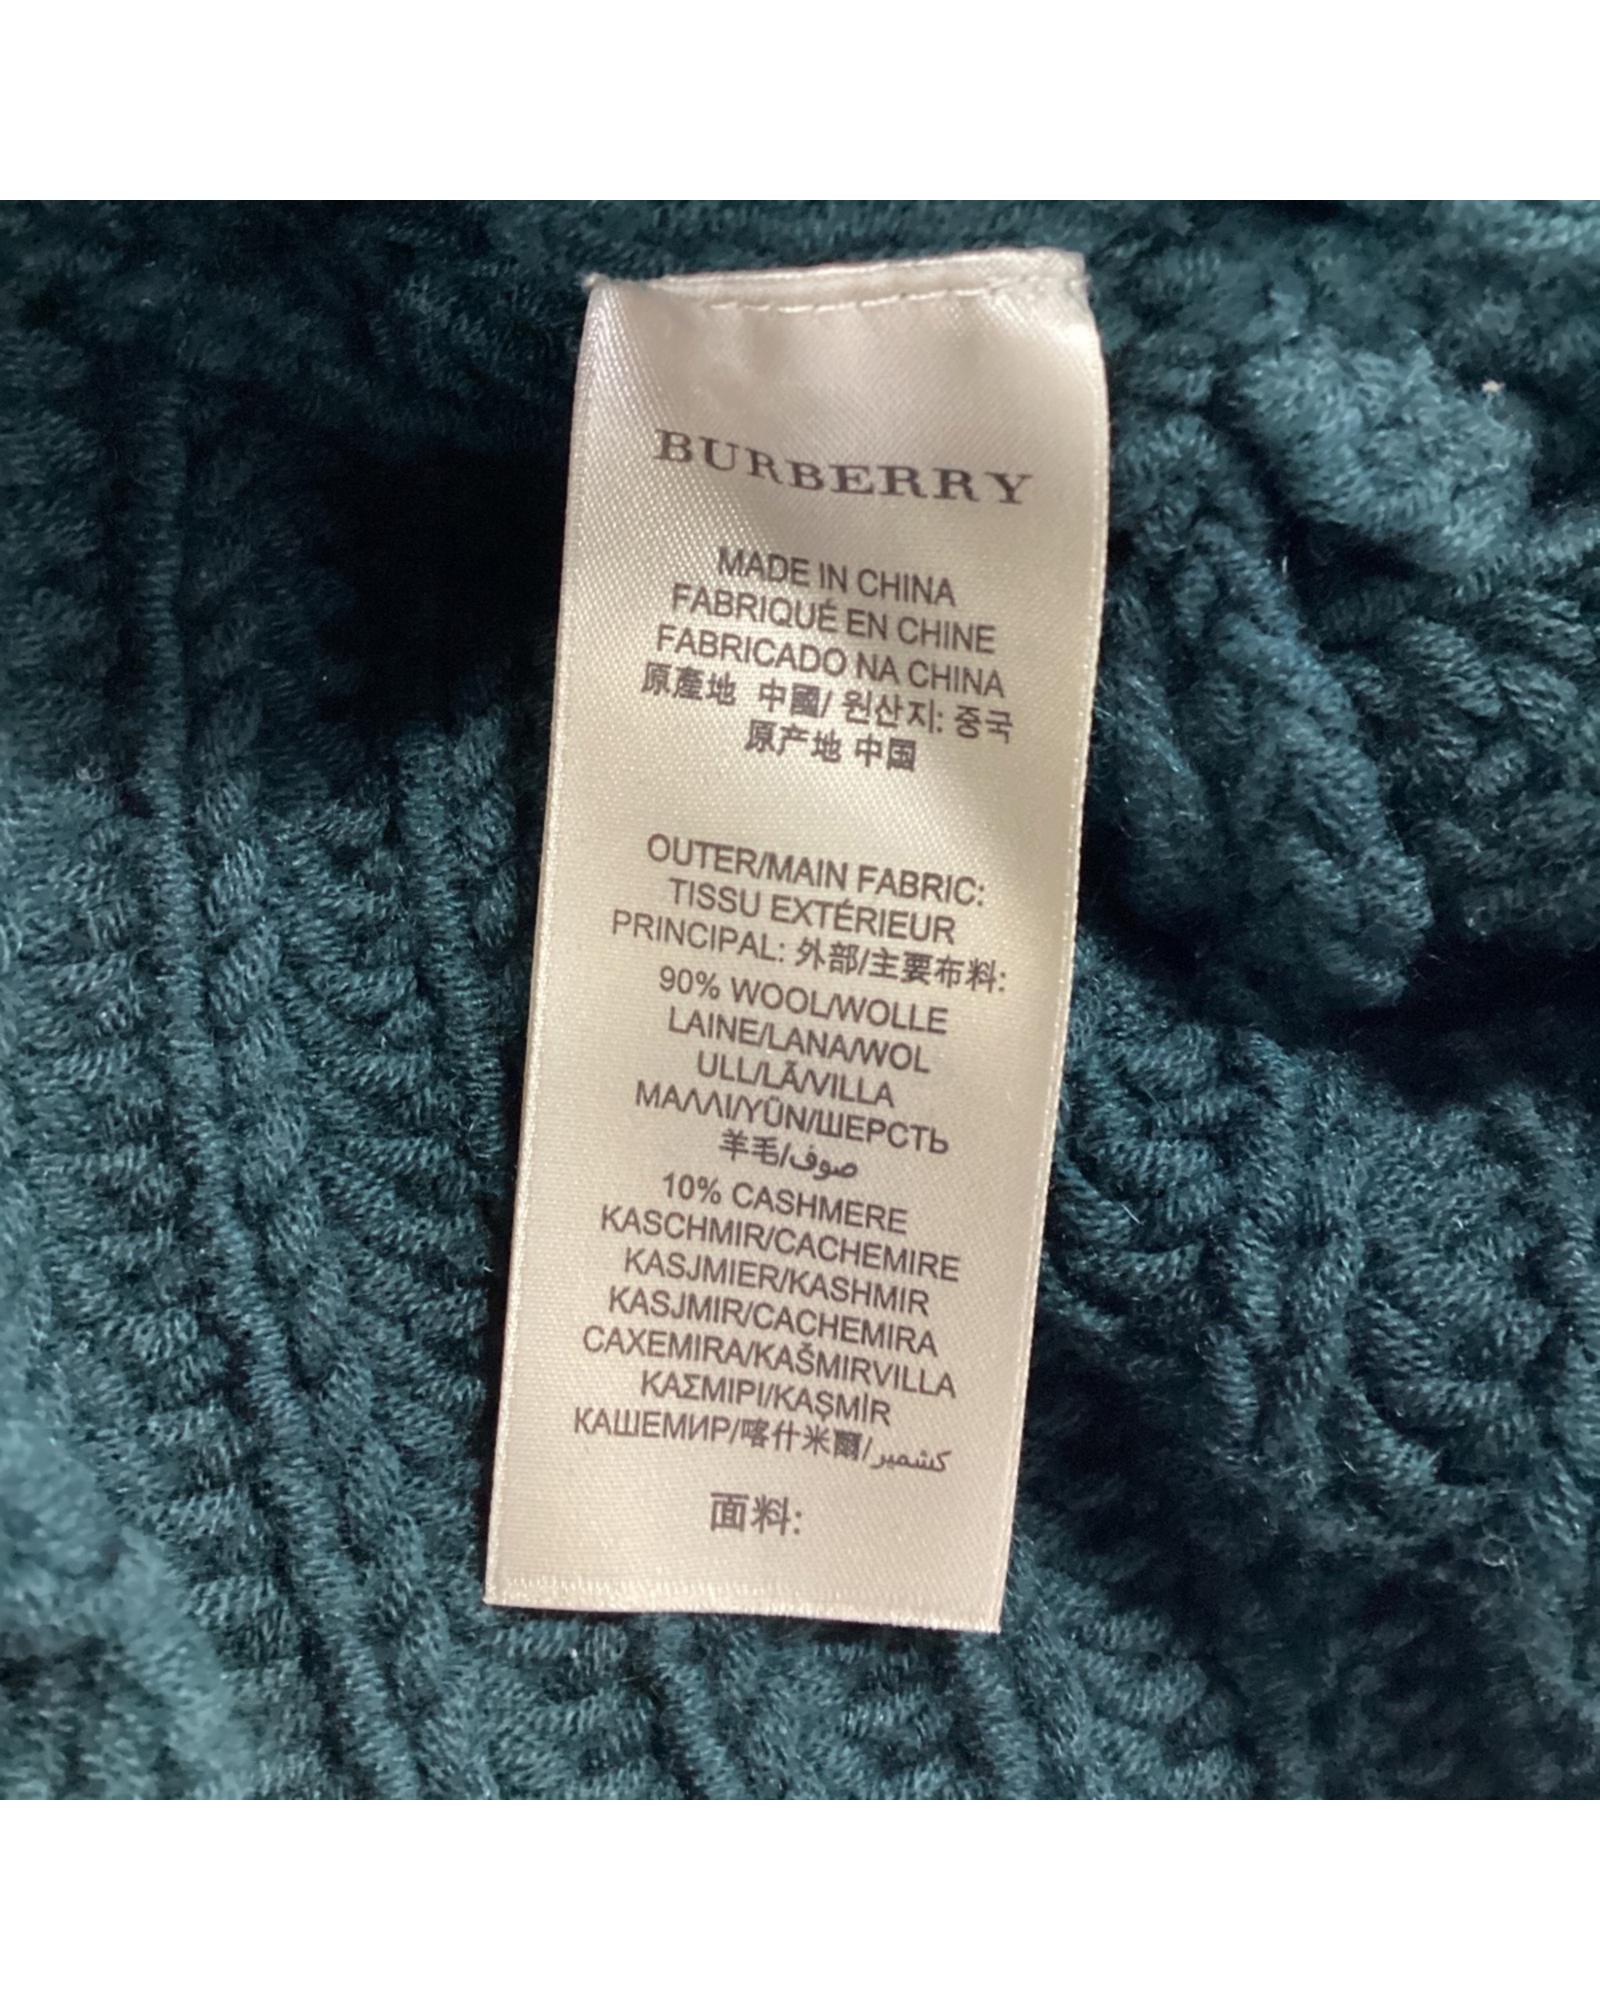 BURBERRY
MADE IN CHINA
FABRIQUÉ EN CHINE
FABRICADO NA CHINA
原產地 中國/ 원산지: 중국
原产地 中国
OUTER/MAIN FABRIC:
TISSU EXTÉRIEUR
PRINCIPAL: 外部/主要布料:
90% WOOL/WOLLE
LAINE/LANA/WOL
ULL/LÃ/VILLA
ΜΑΛΛΙ/YÜN/ШЕРСТЬ
羊毛/صوف
10% CASHMERE
KASCHMIR/CACHEMIRE
KASJMIER/KASHMIR
KASJMIR/CACHEMIRA
CAXEMIRA/KAŠMIRVILLA
ΚΑΣΜΙΡΙ/KAŞMİR
КАШЕМИР/喀什米爾/كشمير
面料: